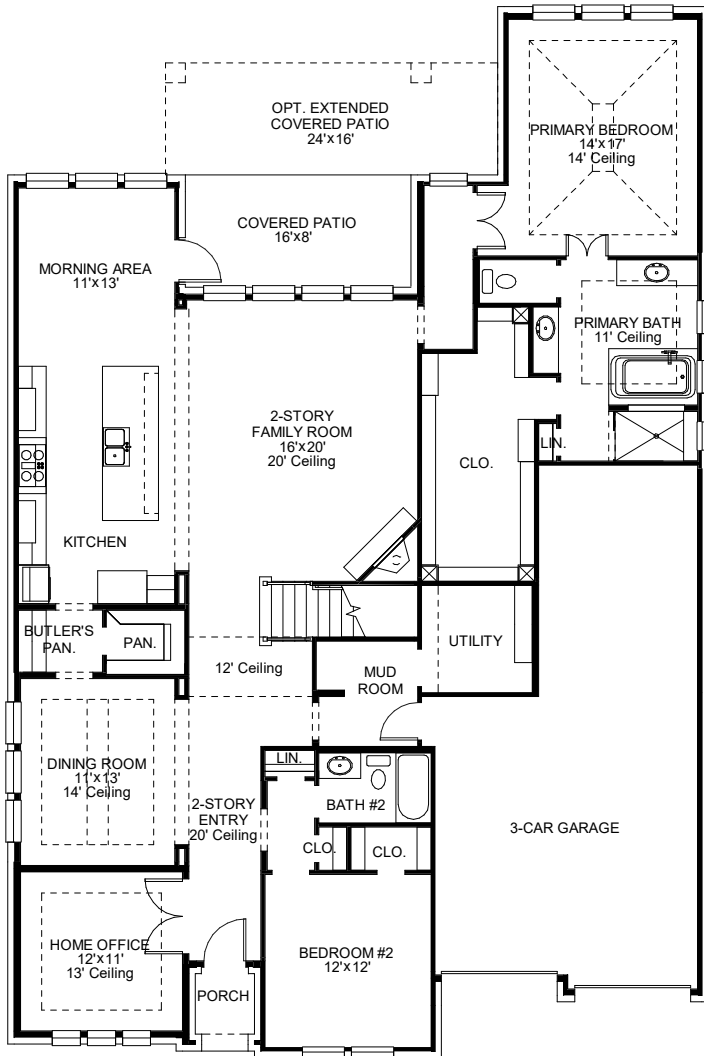 OPT. EXTENDED
COVERED PATIO
24'x16'
PRIMARY BEDROOM
14'x17'
14' Ceiling
COVERED PATIO
16'x8'
MORNING AREA
11'x13'
PRIMARY BATH
11' Ceiling
2-STORY
FAMILY ROOM
16'x20'
20' Ceiling
LIN.
CLO.
KITCHEN
BUTLER'S
PAN.
PAN.
UTILITY
12' Ceiling
MUD
ROOM
DINING ROOM
11'x13'
14' Ceiling
LIN.
2-STORY
ENTRY
20' Ceiling
BATH #2
CLO.
CLO.
3-CAR GARAGE
HOME OFFICE
12'x11'
13' Ceiling
BEDROOM #2
12'x12'
PORCH